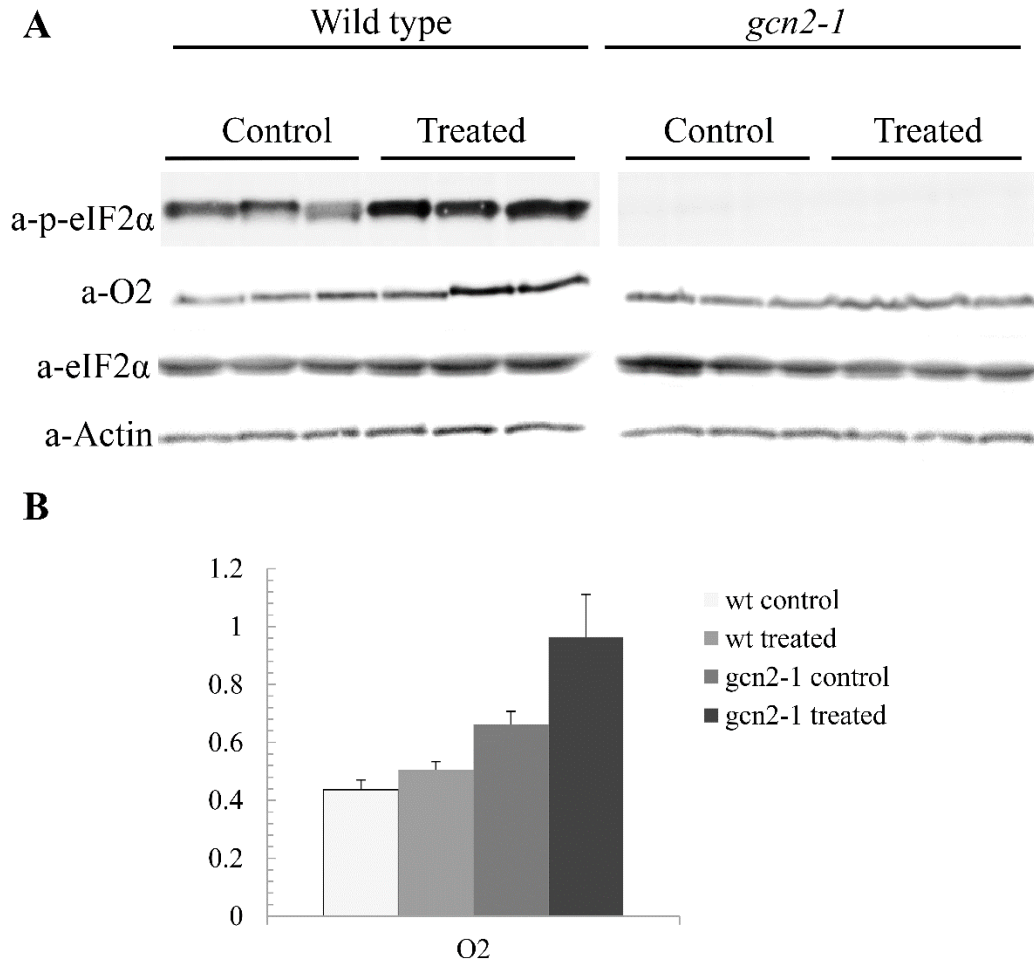 A
Wild type gcn2-1
Control Treated Control Treated
a-p-eIF2α
a-O2
a-eIF2α
a-Actin
B
1.2
1
0.8
0.6
0.4
0.2
0
wt control
wt treated
gcn2-1 control
gcn2-1 treated
O2